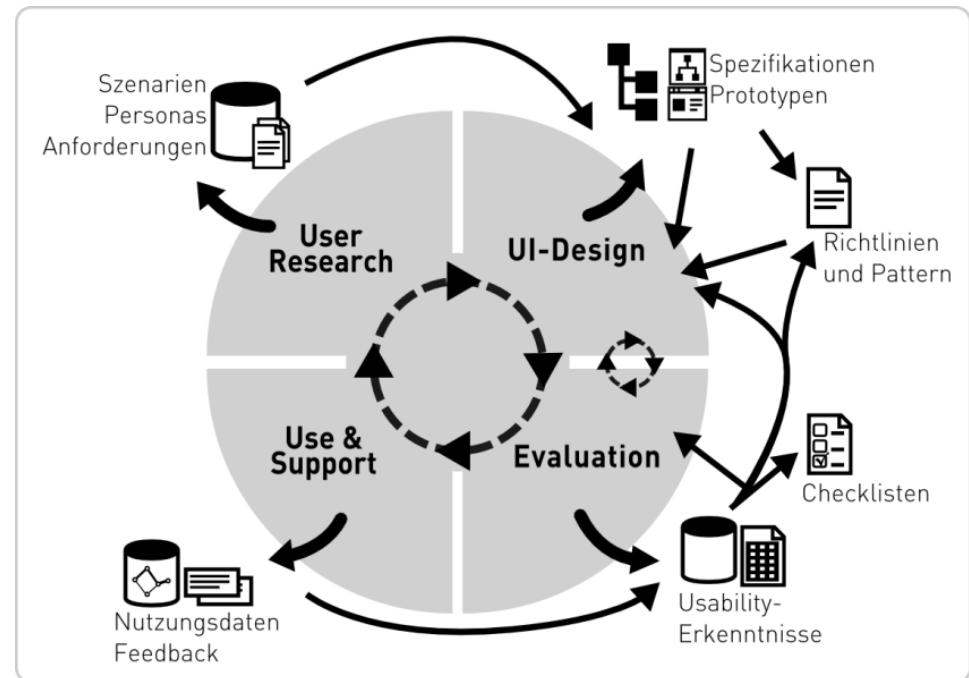 Szenarien
Personas
Anforderungen
Spezifikationen
Prototypen
User
Research
UI-Design
Richtlinien
und Pattern
Use &
Support
Evaluation
Checklisten
Nutzungsdaten
Feedback
Usability-
Erkenntnisse